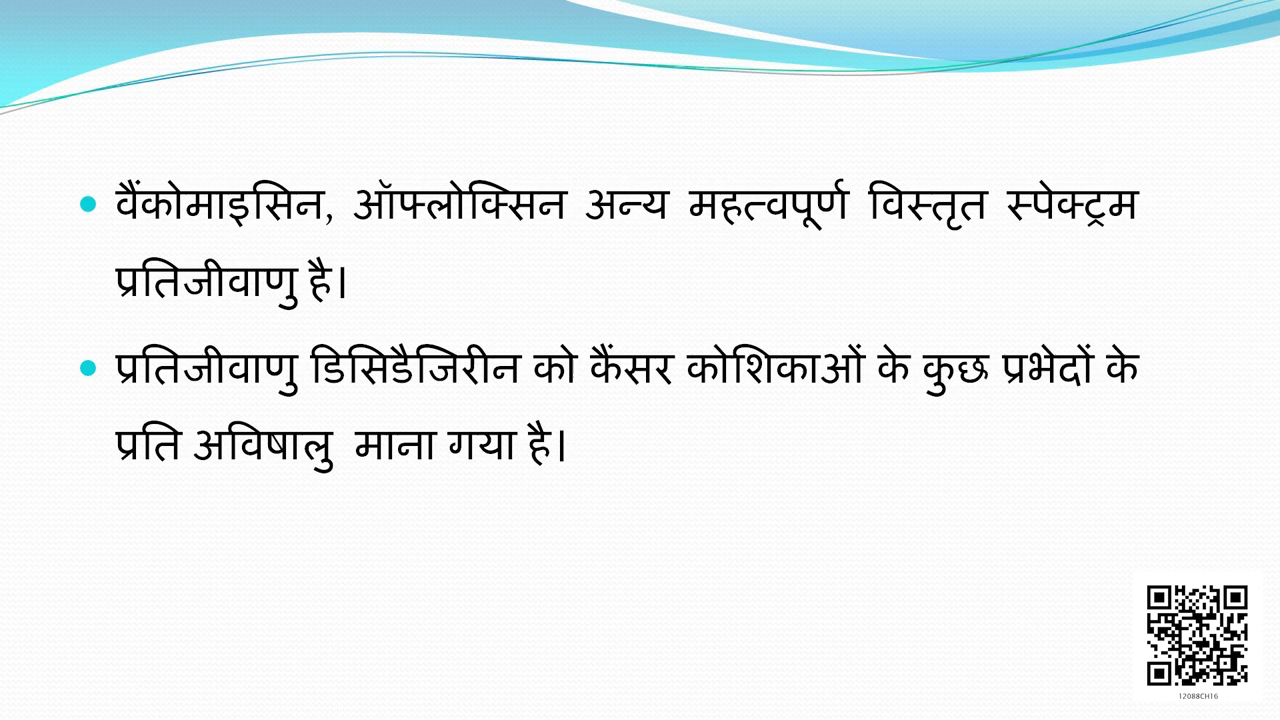 वैंकोमाइसिन, ऑफ्लोक्सिन अन्य महत्वपूर्ण विस्तृत स्पेक्ट्रम
प्रतिजीवाणु है।
प्रतिजीवाणु डिसिडैजिरीन को कैंसर कोशिकाओं के कुछ प्रभेदों के
प्रति अविषालु माना गया है।
12088CH16